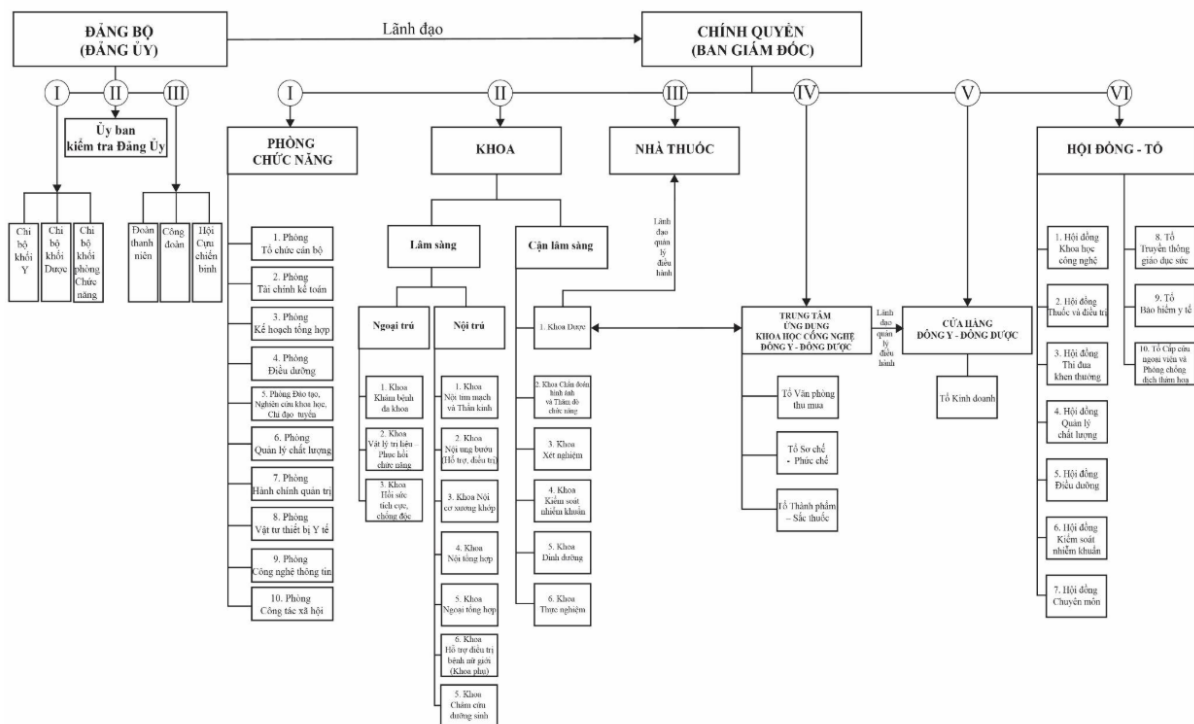 ĐẢNG BỘ
(ĐẢNG ỦY)
Lãnh đạo
CHÍNH QUYỀN
(BAN GIÁM ĐỐC)
I
II
III
I
II
III
IV
V
VI
Ủy ban
kiểm tra Đảng Ủy
Chi
bộ
khối
Y
Chi
bộ
khối
Dược
Chi
bộ
khối
phòng
Chức
năng
Đoàn
thanh
niên
Công
đoàn
Hội
Cựu
chiến
binh
PHÒNG
CHỨC NĂNG
1. Phòng
Tổ chức cán bộ
2. Phòng
Tài chính kế toán
3. Phòng
Kế hoạch tổng hợp
4. Phòng
Điều dưỡng
5. Phòng Đào tạo,
Nghiên cứu khoa học,
Chỉ đạo tuyến
6. Phòng
Quản lý chất lượng
7. Phòng
Hành chính quản trị
8. Phòng
Vật tư thiết bị Y tế
9. Phòng
Công nghệ thông tin
10. Phòng
Công tác xã hội
KHOA
Lâm sàng
Ngoại trú
1. Khoa
Khám bệnh
đa khoa
2. Khoa
Vật lý trị liệu -
Phục hồi
chức năng
3. Khoa
Hồi sức
tích cực,
chống độc
Nội trú
1. Khoa
Nội tim mạch
và Thần kinh
2. Khoa
Nội ung bướu
(Hỗ trợ, điều trị)
3. Khoa Nội
cơ xương khớp
4. Khoa
Nội tổng hợp
5. Khoa
Ngoại tổng hợp
6. Khoa
Hỗ trợ điều trị
bệnh nữ giới
(Khoa phụ)
5. Khoa
Châm cứu
dưỡng sinh
Cận lâm sàng
1. Khoa Dược
2. Khoa Chẩn đoán
hình ảnh
và Thăm dò
chức năng
3. Khoa
Xét nghiệm
4. Khoa
Kiểm soát
nhiễm khuẩn
5. Khoa
Dinh dưỡng
6. Khoa
Thực nghiệm
NHÀ THUỐC
Lãnh
đạo
quản
lý
điều
hành
TRUNG TÂM
ỨNG DỤNG
KHOA HỌC CÔNG NGHỆ
ĐÔNG Y - ĐÔNG DƯỢC
Tổ Văn phòng
thu mua
Tổ Sơ chế
- Phức chế
Tổ Thành phẩm
– Sắc thuốc
Lãnh
đạo
quản
lý
điều
hành
CỬA HÀNG
ĐÔNG Y - ĐÔNG DƯỢC
Tổ Kinh doanh
HỘI ĐỒNG - TỔ
1. Hội đồng
Khoa học
công nghệ
2. Hội đồng
Thuốc và điều trị
3. Hội đồng
Thi đua
khen thưởng
4. Hội đồng
Quản lý
chất lượng
5. Hội đồng
Điều dưỡng
6. Hội đồng
Kiểm soát
nhiễm khuẩn
7. Hội đồng
Chuyên môn
8. Tổ
Truyền thông
giáo dục sức
9. Tổ
Bảo hiểm y tế
10. Tổ Cấp cứu
ngoại viện và
Phòng chống
dịch thảm hoạ